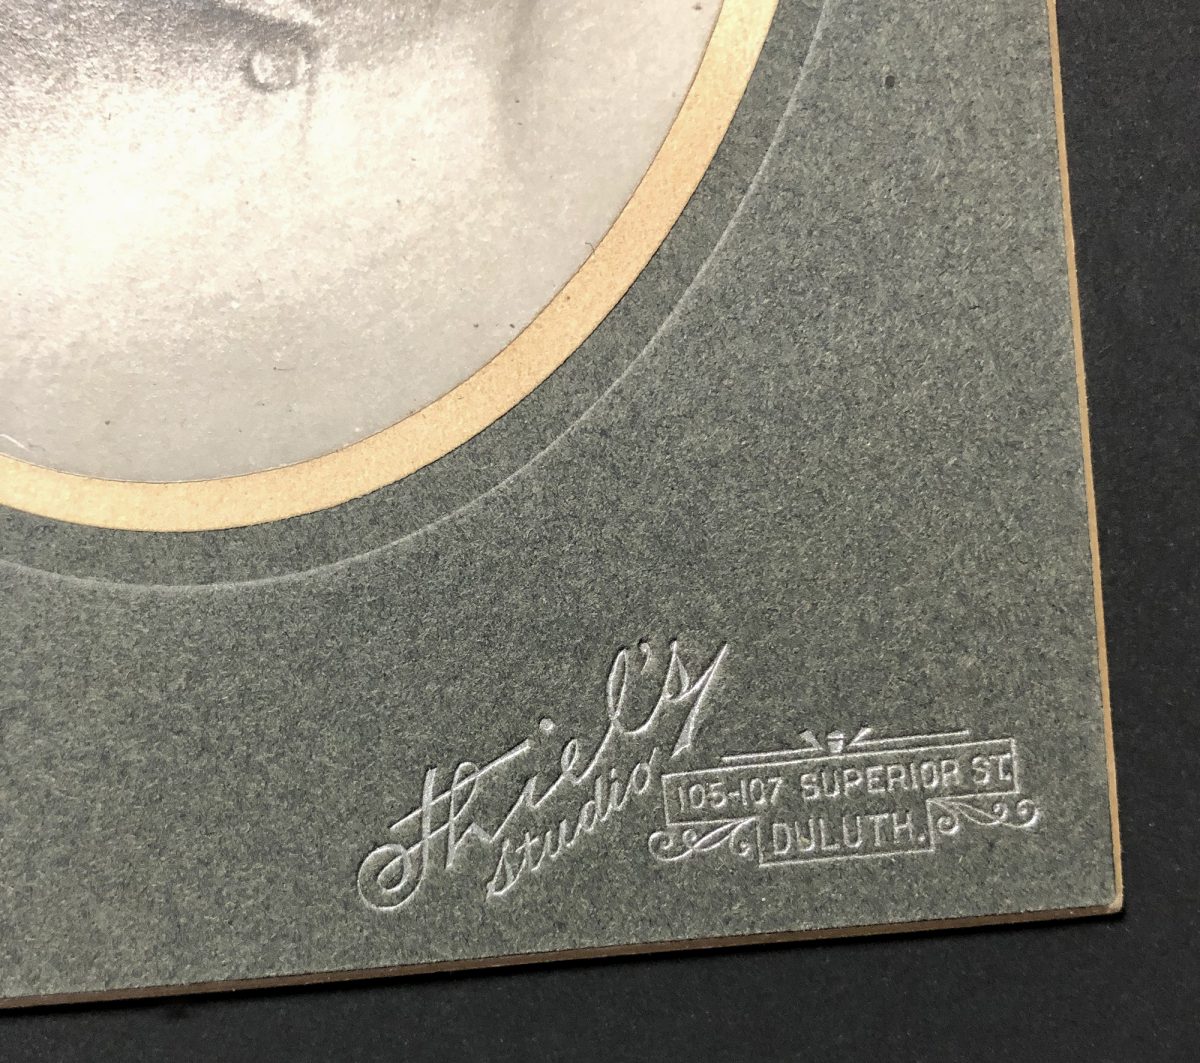 Thiel's
Studio
105-107 SUPERIOR ST.
DULUTH.